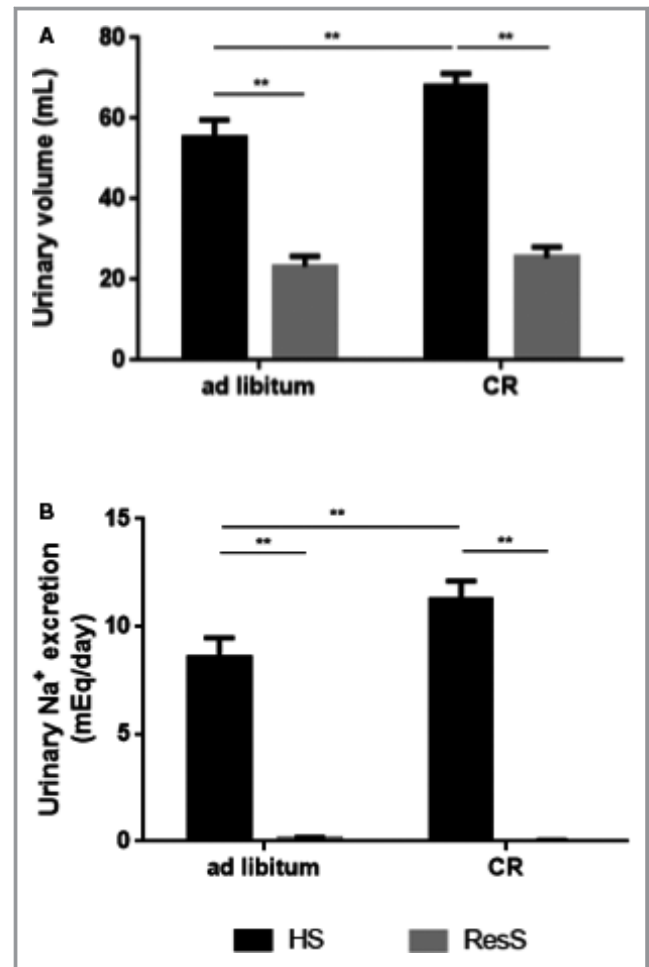 A
Urinary volume (mL)
80
60
40
20
0
**
**
**
ad libitum
CR
B
Urinary Na⁺ excretion
(mEq/day)
15
10
5
0
**
**
**
ad libitum
CR
HS
ResS